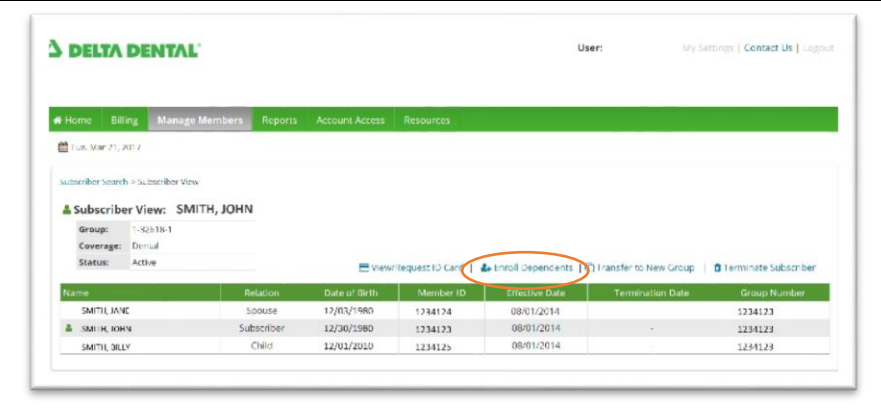 DELTA DENTAL
User: My Settings | Contact Us | Logout
Home Billing Manage Members Reports Account Access Resources
Tue, Mar 21, 2017
Subscriber Search > Subscriber View
Subscriber View: SMITH, JOHN
Group: 1-32618-1
Coverage: Dental
Status: Active
View/Request ID Card | Enroll Dependents | Transfer to New Group | Terminate Subscriber
Name Relation Date of Birth Member ID Effective Date Termination Date Group Number
SMITH, JANE Spouse 12/03/1980 1234124 08/01/2014 1234123
SMITH, JOHN Subscriber 12/30/1980 1234123 08/01/2014 - 1234123
SMITH, BILLY Child 12/01/2010 1234125 08/01/2014 - 1234123